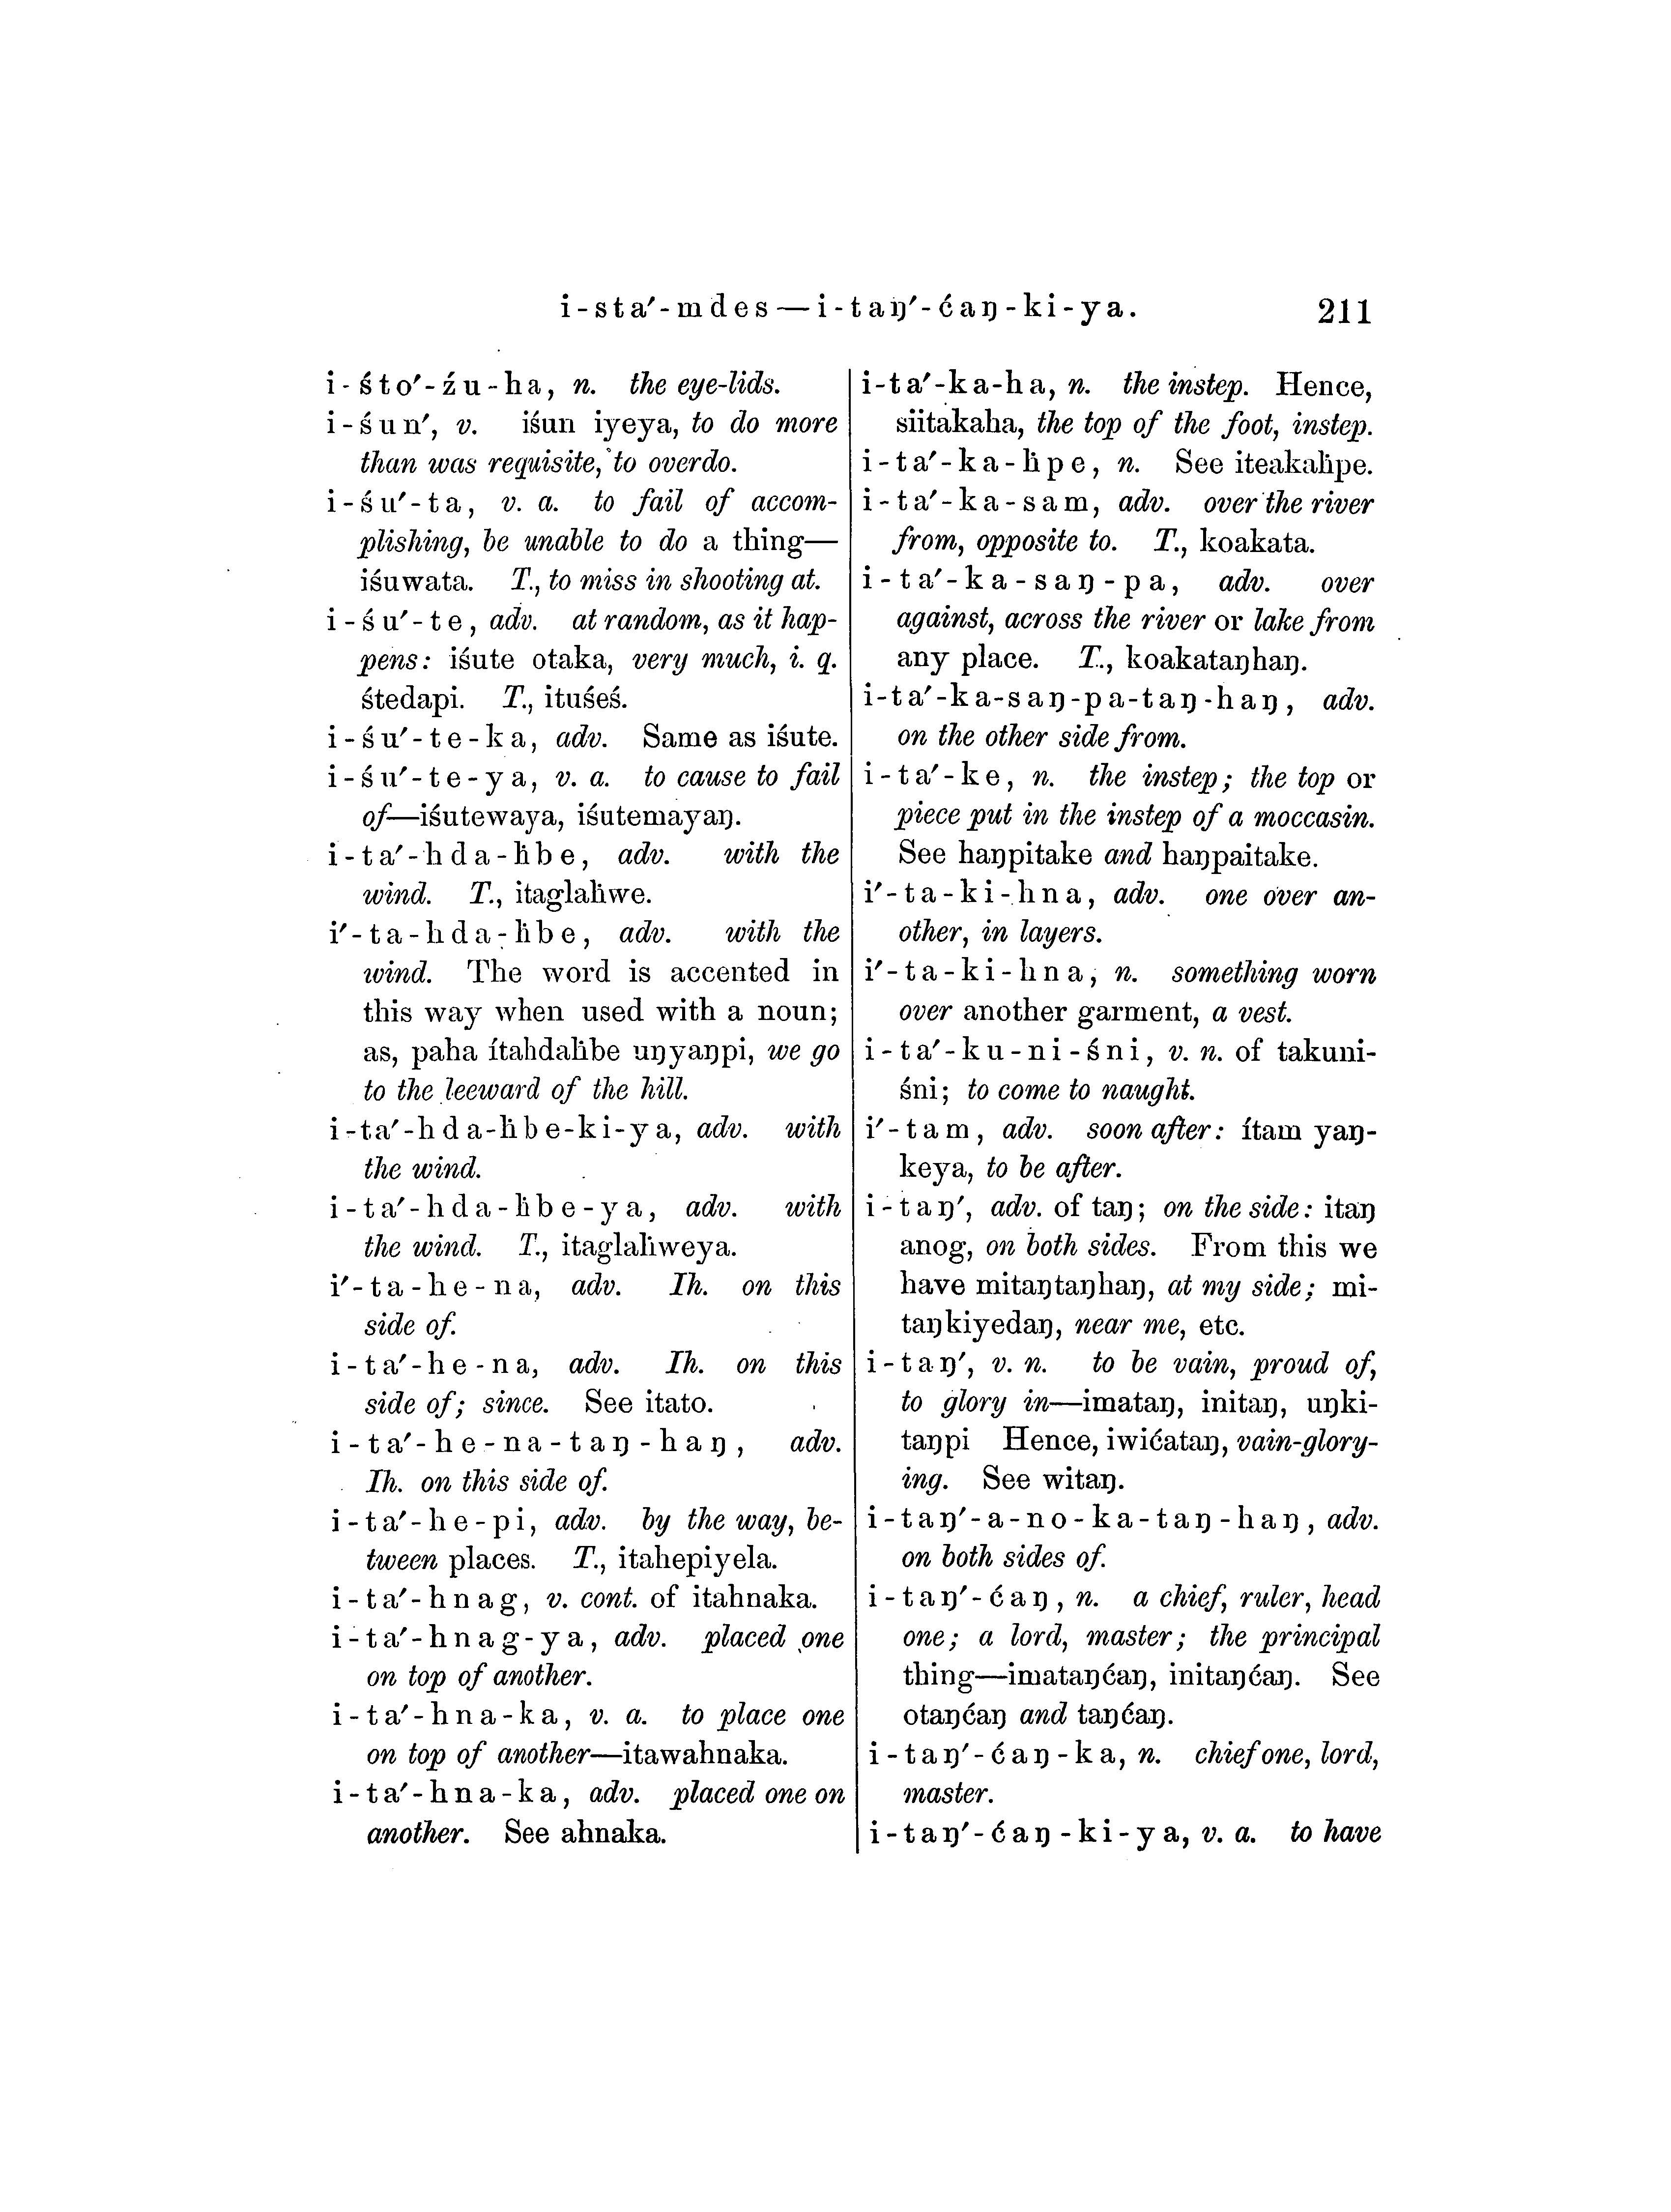 i-sta′-mdes—i-taŋ′-ćaŋ-ki-ya. 211
i-śto′-źu-ha, n. the eye-lids.
i-śun′, v. iśun iyeya, to do more
than was requisite, to overdo.
i-śu′-ta, v. a. to fail of accom-
plishing, be unable to do a thing—
iśuwata. T., to miss in shooting at.
i-śu′-te, adv. at random, as it hap-
pens: iśute otaka, very much, i. q.
śtedapi. T., ituśeś.
i-śu′-te-ka, adv. Same as iśute.
i-śu′-te-ya, v. a. to cause to fail
of—iśutewaya, iśutemayaŋ.
i-ta′-hda-ḣbe, adv. with the
wind. T., itaglaḣwe.
i′-ta-hda-ḣbe, adv. with the
wind. The word is accented in
this way when used with a noun;
as, paha ítahdaḣbe uŋyaŋpi, we go
to the leeward of the hill.
i-ta′-hda-ḣbe-ki-ya, adv. with
the wind.
i-ta′-hda-ḣbe-ya, adv. with
the wind. T., itaglaḣweya.
i′-ta-he-na, adv. Ih. on this
side of.
i-ta′-he-na, adv. Ih. on this
side of; since. See itato.
i-ta′-he-na-taŋ-haŋ, adv.
Ih. on this side of.
i-ta′-he-pi, adv. by the way, be-
tween places. T., itahepiyela.
i-ta′-hnag, v. cont. of itahnaka.
i-ta′-hnag-ya, adv. placed one
on top of another.
i-ta′-hna-ka, v. a. to place one
on top of another—itawahnaka.
i-ta′-hna-ka, adv. placed one on
another. See ahnaka.
i-ta′-ka-ha, n. the instep. Hence,
siitakaha, the top of the foot, instep.
i-ta′-ka-ḣpe, n. See iteakaḣpe.
i-ta′-ka-sam, adv. over the river
from, opposite to. T., koakata.
i-ta′-ka-saŋ-pa, adv. over
against, across the river or lake from
any place. T., koakataŋhaŋ.
i-ta′-ka-saŋ-pa-taŋ-haŋ, adv.
on the other side from.
i-ta′-ke, n. the instep; the top or
piece put in the instep of a moccasin.
See haŋpitake and haŋpaitake.
i′-ta-ki-hna, adv. one over an-
other, in layers.
i′-ta-ki-hna, n. something worn
over another garment, a vest.
i-ta′-ku-ni-śni, v. n. of takuni-
śni; to come to naught.
i′-tam, adv. soon after: ítam yaŋ-
keya, to be after.
i-taŋ′, adv. of taŋ; on the side: itaŋ
anog, on both sides. From this we
have mitaŋtaŋhaŋ, at my side; mi-
taŋkiyedaŋ, near me, etc.
i-taŋ′, v. n. to be vain, proud of,
to glory in—imataŋ, initaŋ, uŋki-
taŋpi Hence, iwićataŋ, vain-glory-
ing. See witaŋ.
i-taŋ′-a-no-ka-taŋ-haŋ, adv.
on both sides of.
i-taŋ′-ćaŋ, n. a chief, ruler, head
one; a lord, master; the principal
thing—imataŋćaŋ, initaŋćaŋ. See
otaŋćaŋ and taŋćaŋ.
i-taŋ′-ćaŋ-ka, n. chief one, lord,
master.
i-taŋ′-ćaŋ-ki-ya, v. a. to have